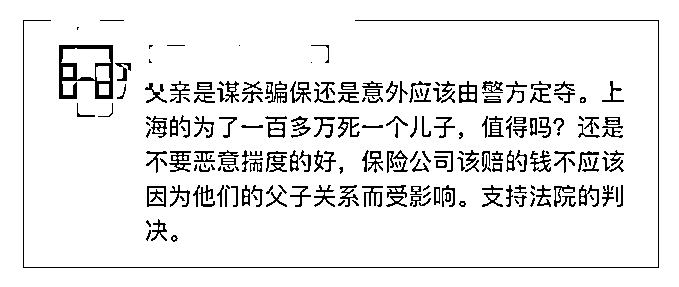 父亲是谋杀骗保还是意外应该由警方定夺。上
海的为了一百多万死一个儿子，值得吗？还是
不要恶意揣度的好，保险公司该赔的钱不应该
因为他们的父子关系而受影响。支持法院的判
决。